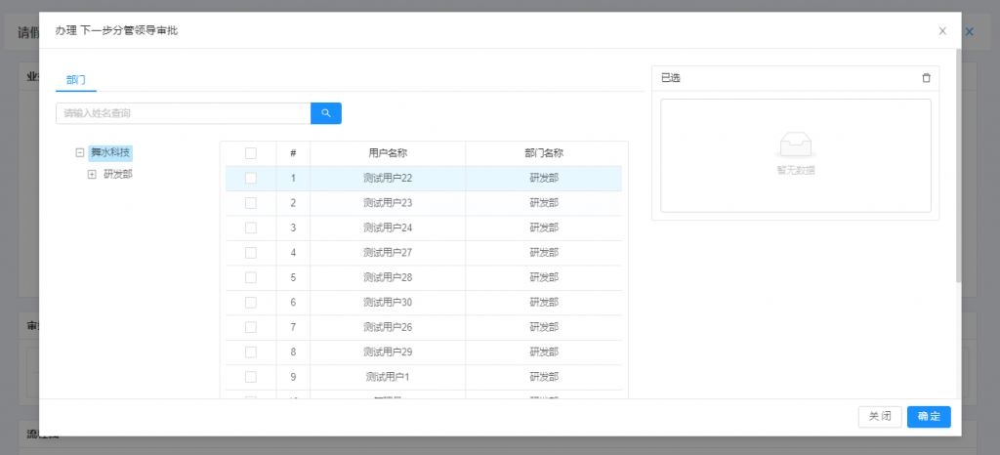 办理 下一步分管领导审批
请假
业
部门
已选
请输入姓名查询
舞水科技
研发部
# 用户名称 部门名称
1 测试用户22 研发部
2 测试用户23 研发部
3 测试用户24 研发部
4 测试用户27 研发部
5 测试用户28 研发部
6 测试用户30 研发部
7 测试用户26 研发部
8 测试用户29 研发部
9 测试用户1 研发部
暂无数据
审
关 闭
确 定